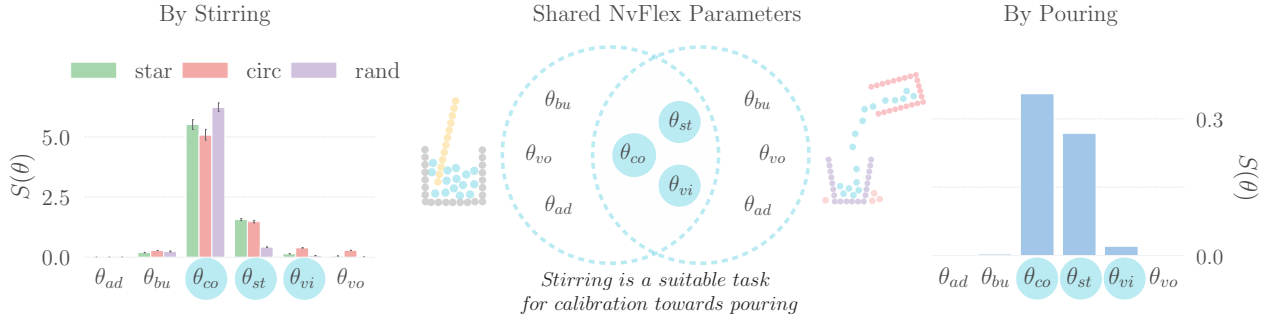 By Stirring
star circ rand
S(θ)
5.0
2.5
0.0
θad θbu θco θst θvi θvo
Shared NvFlex Parameters
θbu θst θbu
θvo θco θvo
θad θvi θad
Stirring is a suitable task
for calibration towards pouring
By Pouring
0.3
0.0
S(θ)
θad θbu θco θst θvi θvo